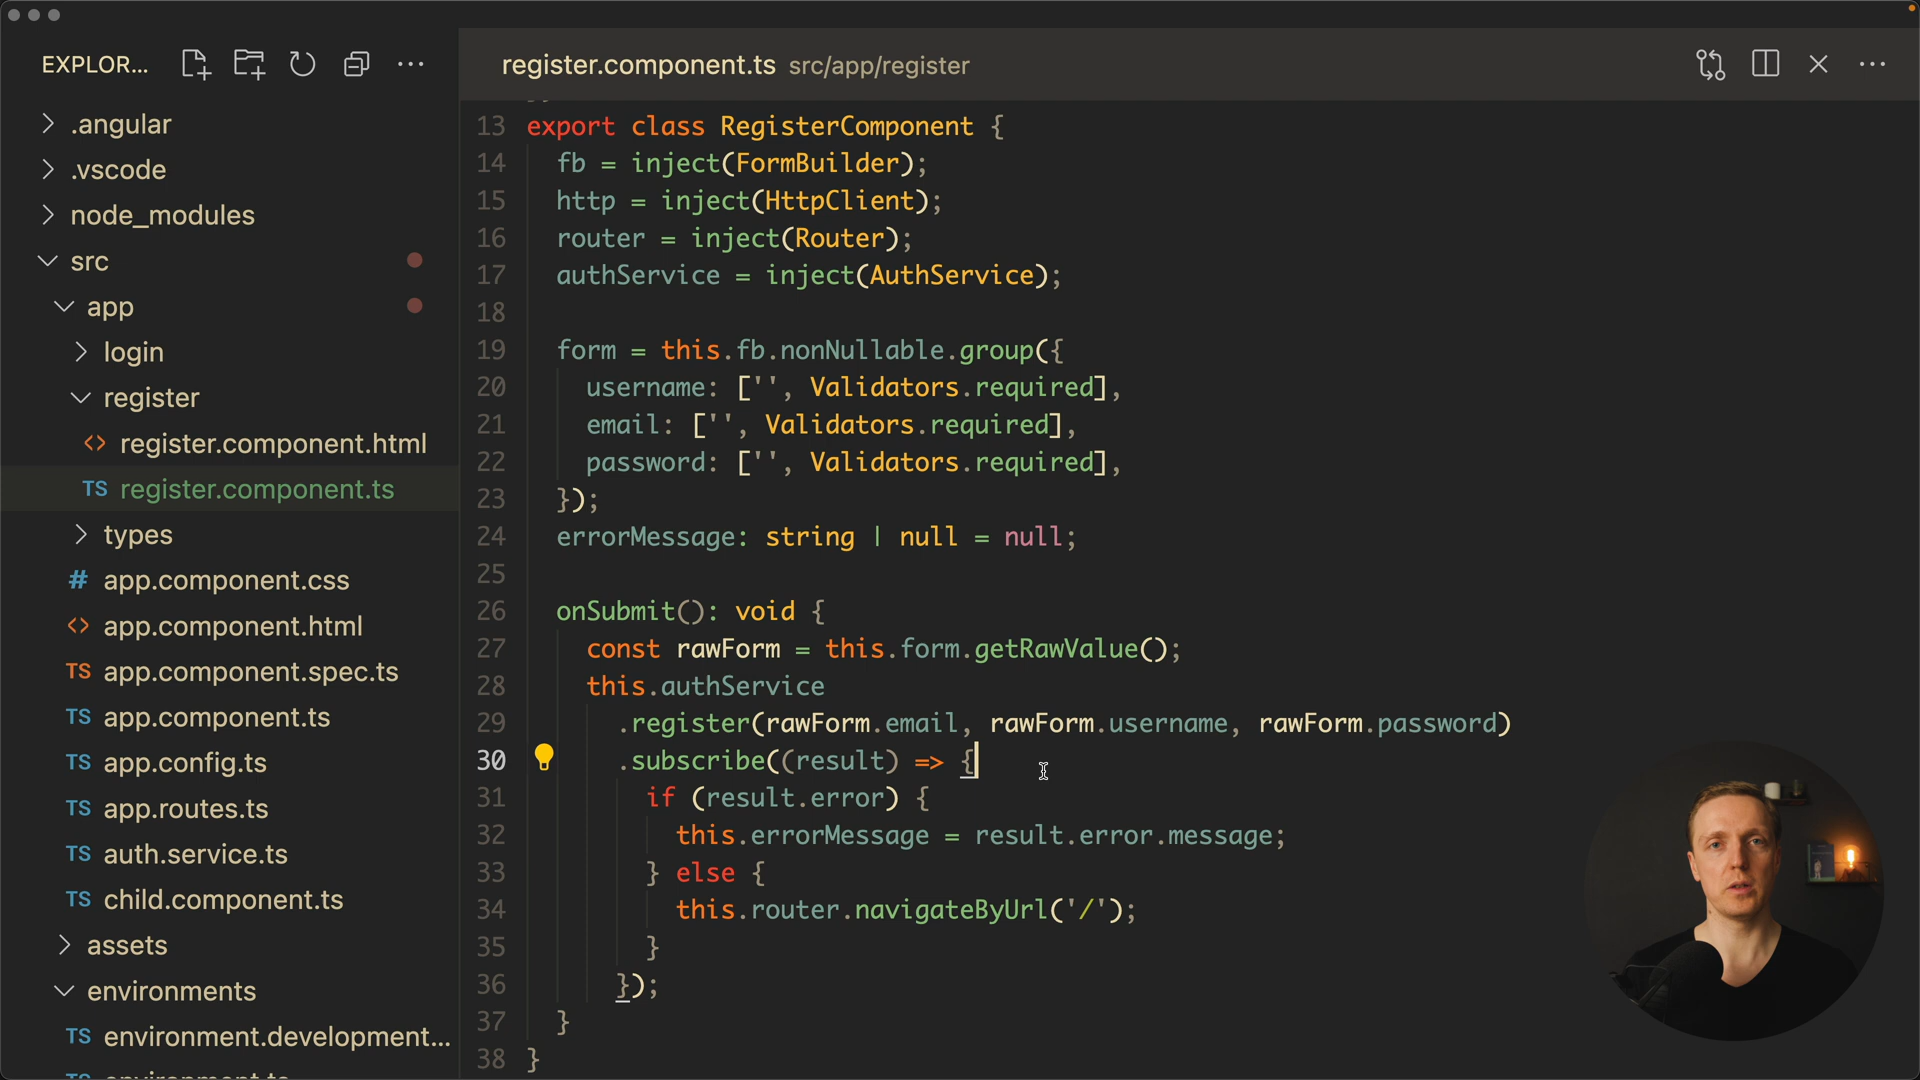 EXPLOR...
register.component.ts src/app/register
.angular
.vscode
node_modules
src
app
login
register
<> register.component.html
TS register.component.ts
types
# app.component.css
<> app.component.html
TS app.component.spec.ts
TS app.component.ts
TS app.config.ts
TS app.routes.ts
TS auth.service.ts
TS child.component.ts
assets
environments
TS environment.development...
13 export class RegisterComponent {
14 fb = inject(FormBuilder);
15 http = inject(HttpClient);
16 router = inject(Router);
17 authService = inject(AuthService);
18
19 form = this.fb.nonNullable.group({
20 username: ['', Validators.required],
21 email: ['', Validators.required],
22 password: ['', Validators.required],
23 });
24 errorMessage: string | null = null;
25
26 onSubmit(): void {
27 const rawForm = this.form.getRawValue();
28 this.authService
29 .register(rawForm.email, rawForm.username, rawForm.password)
30 .subscribe((result) => {
31 if (result.error) {
32 this.errorMessage = result.error.message;
33 } else {
34 this.router.navigateByUrl('/');
35 }
36 });
37 }
38 }